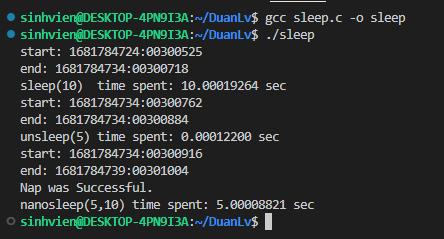 sinhvien@DESKTOP-4PN9I3A:~/DuanLv$ gcc sleep.c -o sleep
sinhvien@DESKTOP-4PN9I3A:~/DuanLv$ ./sleep
start: 1681784724:00300525
end: 1681784734:00300718
sleep(10)  time spent: 10.00019264 sec
start: 1681784734:00300762
end: 1681784734:00300884
unsleep(5) time spent: 0.00012200 sec
start: 1681784734:00300916
end: 1681784739:00301004
Nap was Successful.
nanosleep(5,10) time spent: 5.00008821 sec
sinhvien@DESKTOP-4PN9I3A:~/DuanLv$